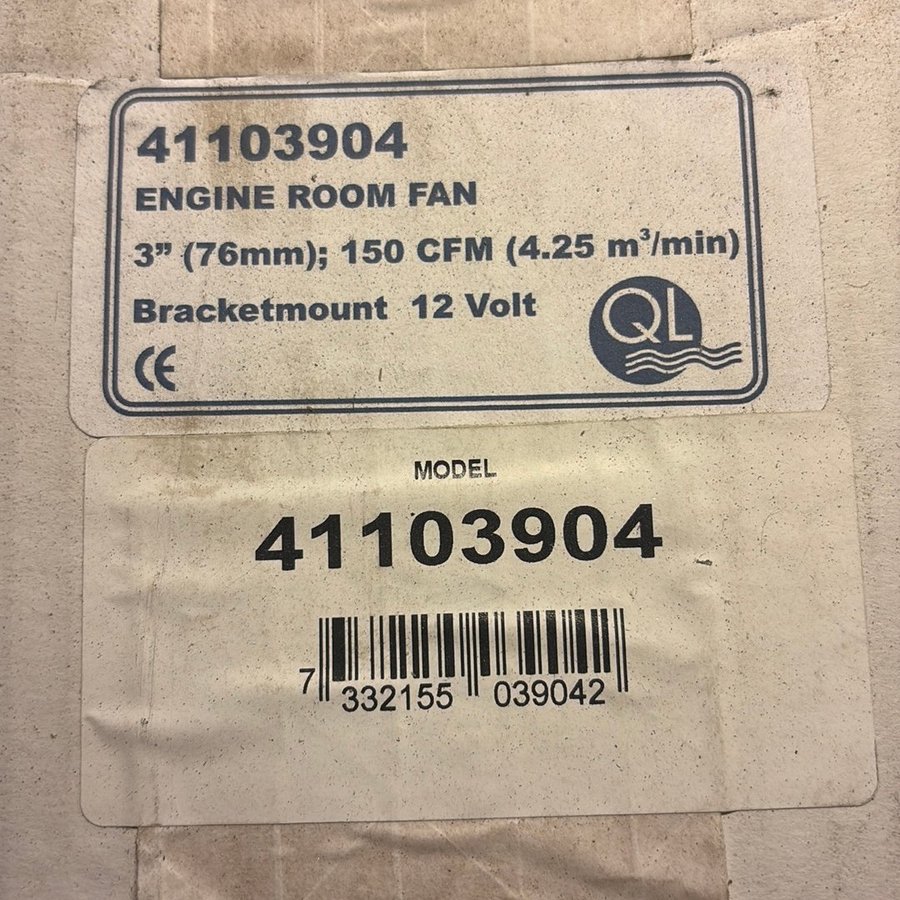 41103904
ENGINE ROOM FAN
3” (76mm); 150 CFM (4.25 m³/min)
Bracketmount 12 Volt
CE
QL
MODEL
41103904
7 332155 039042